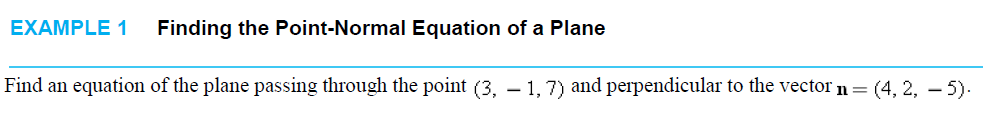 EXAMPLE 1 Finding the Point-Normal Equation of a Plane
Find an equation of the plane passing through the point (3, − 1, 7) and perpendicular to the vector n = (4, 2, − 5).